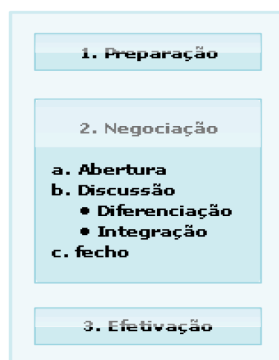 1. Preparação
2. Negociação
a. Abertura
b. Discussão
• Diferenciação
• Integração
c. fecho
3. Efetivação